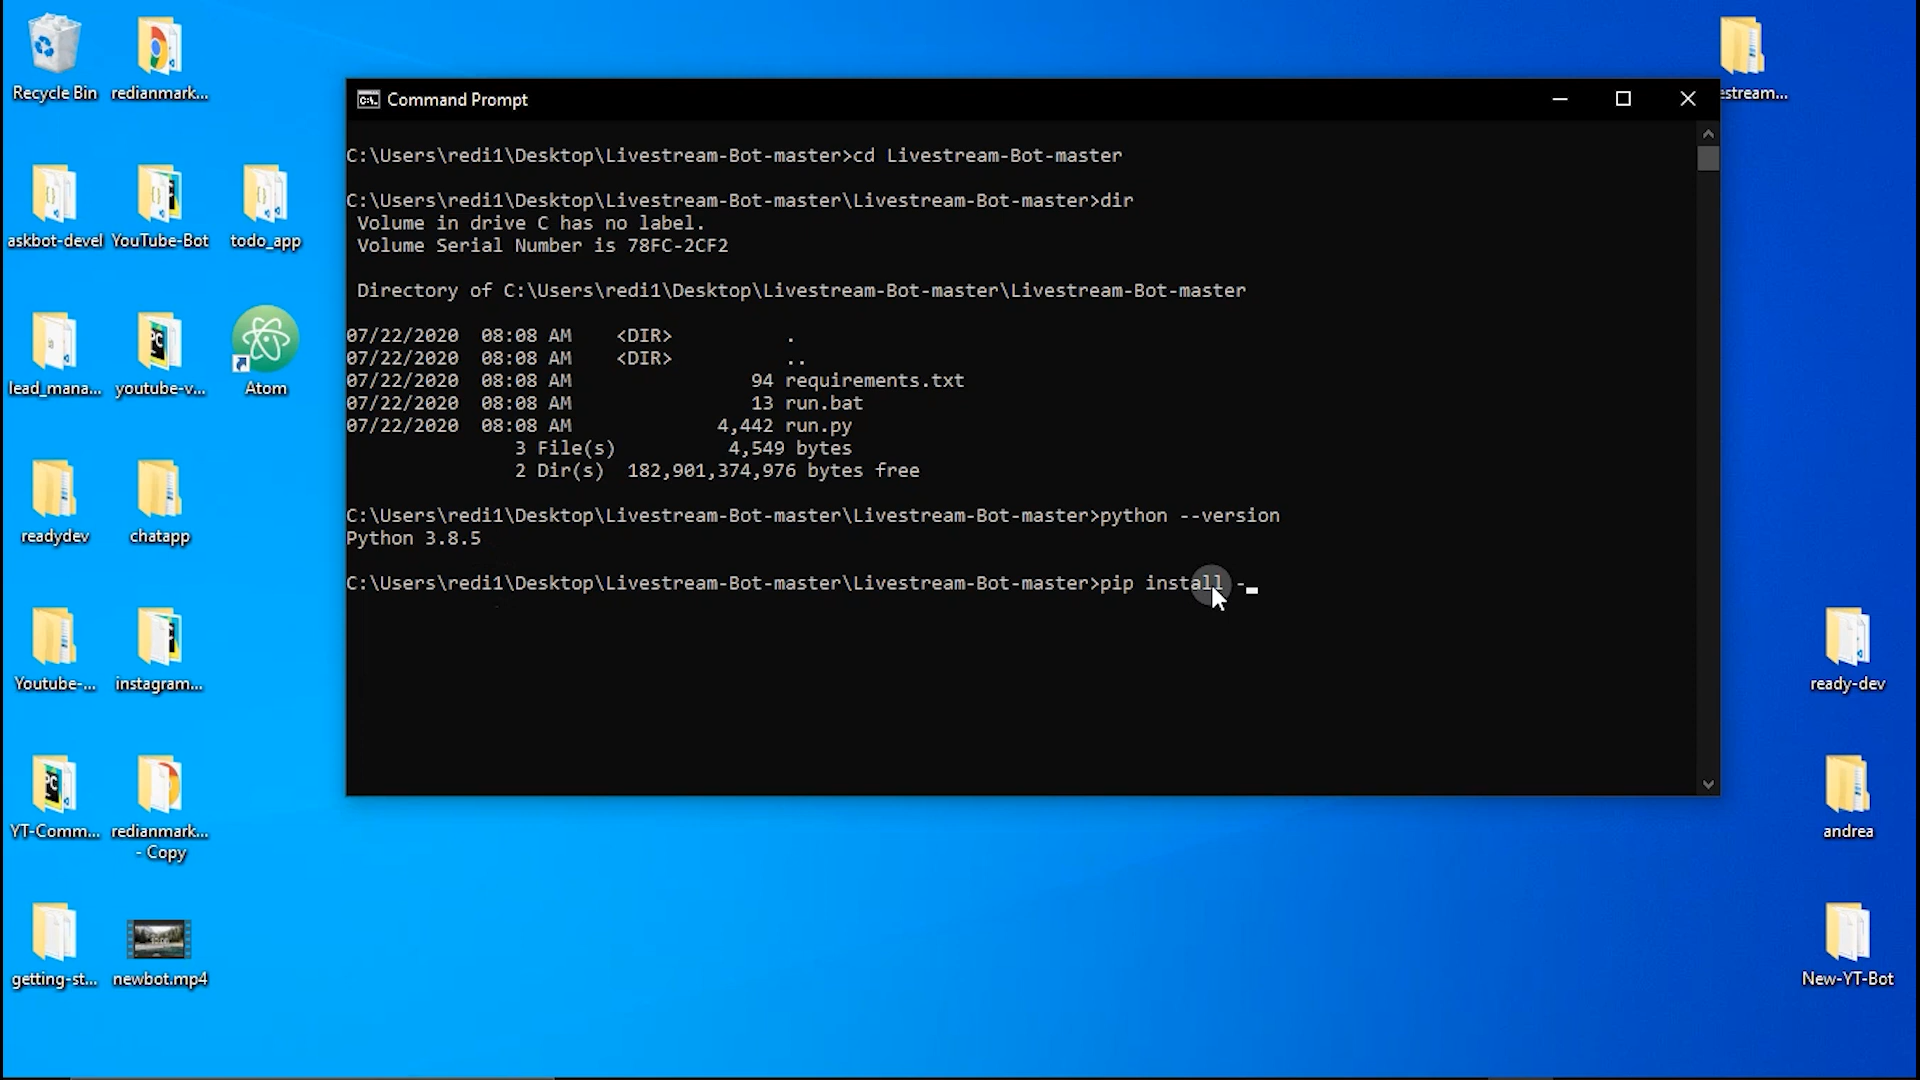 Recycle Bin
redianmark...
estream...
askbot-devel
YouTube-Bot
todo_app
lead_mana...
youtube-v...
Atom
readydev
chatapp
Youtube-...
instagram...
ready-dev
YT-Comm...
redianmark...
- Copy
andrea
getting-st...
newbot.mp4
New-YT-Bot
Command Prompt
C:\Users\redi1\Desktop\Livestream-Bot-master>cd Livestream-Bot-master
C:\Users\redi1\Desktop\Livestream-Bot-master\Livestream-Bot-master>dir
Volume in drive C has no label.
Volume Serial Number is 78FC-2CF2
Directory of C:\Users\redi1\Desktop\Livestream-Bot-master\Livestream-Bot-master
07/22/2020  08:08 AM    <DIR>          .
07/22/2020  08:08 AM    <DIR>          ..
07/22/2020  08:08 AM                94 requirements.txt
07/22/2020  08:08 AM                13 run.bat
07/22/2020  08:08 AM             4,442 run.py
3 File(s)          4,549 bytes
2 Dir(s)  182,901,374,976 bytes free
C:\Users\redi1\Desktop\Livestream-Bot-master\Livestream-Bot-master>python --version
Python 3.8.5
C:\Users\redi1\Desktop\Livestream-Bot-master\Livestream-Bot-master>pip install -